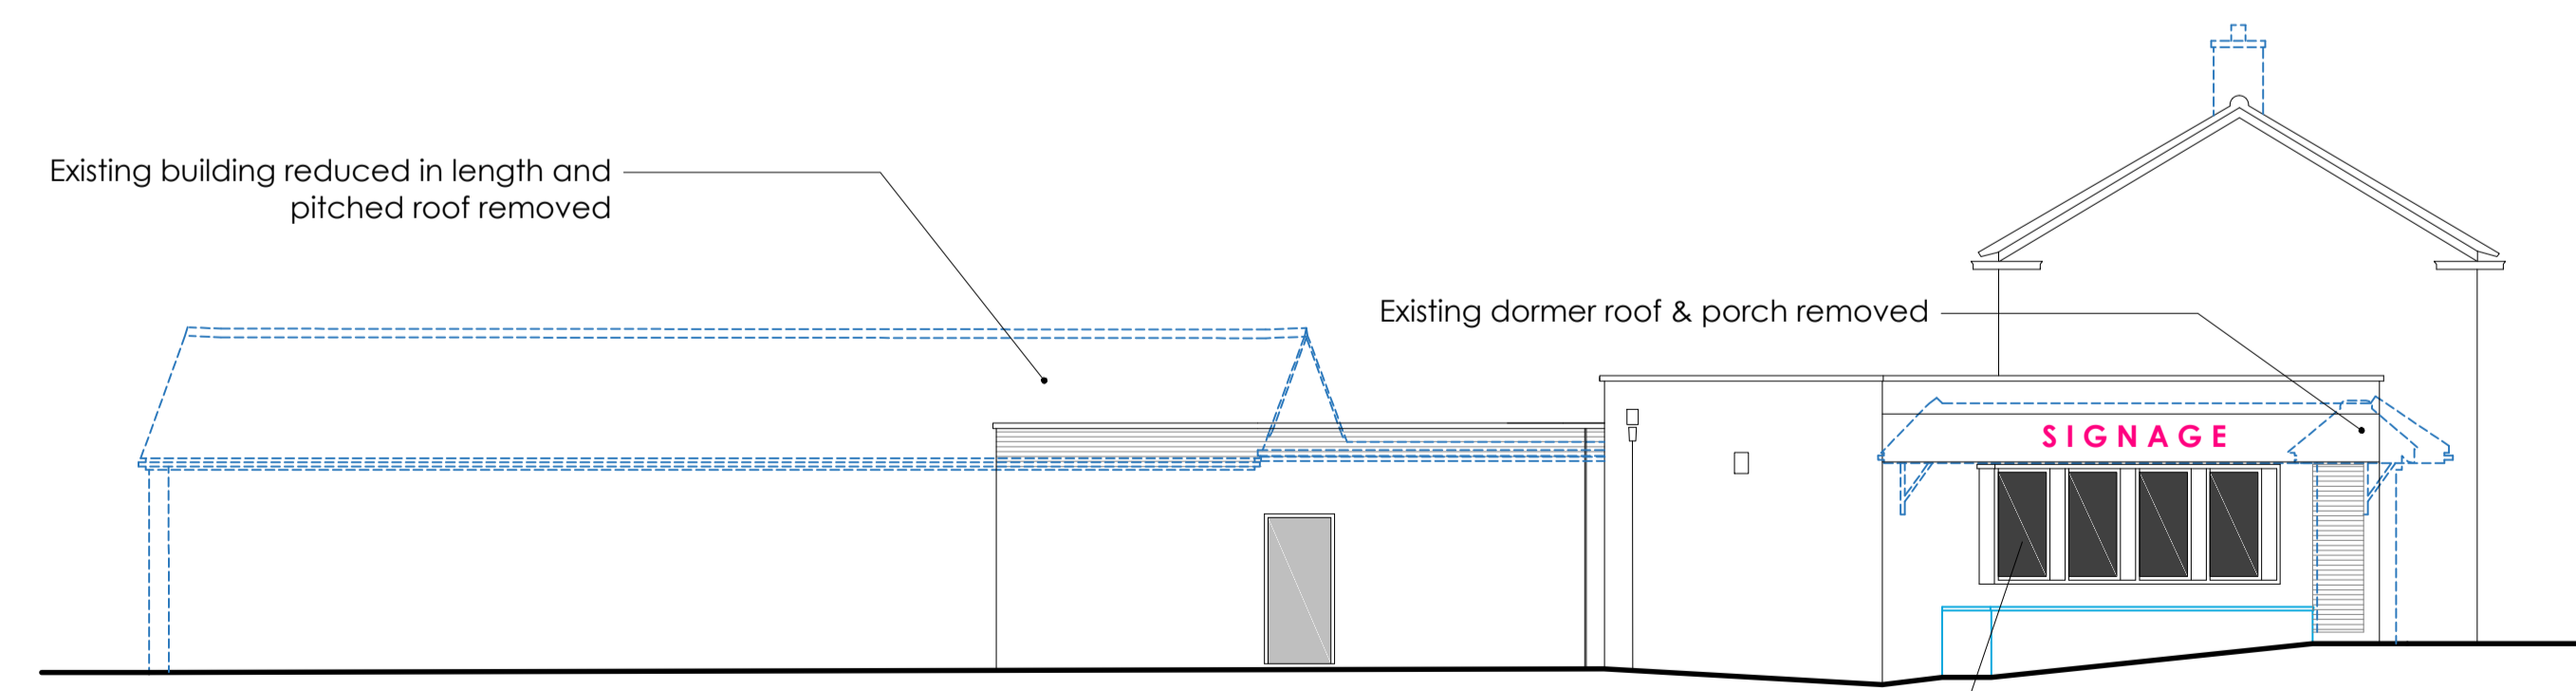 Existing building reduced in length and
pitched roof removed
Existing dormer roof & porch removed
SIGNAGE